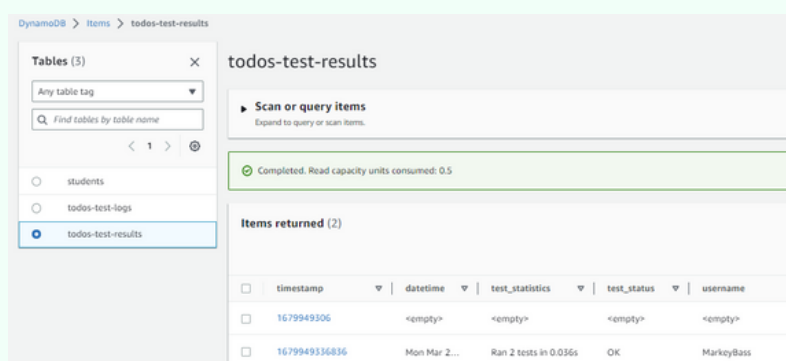 DynamoDB > Items > todos-test-results
Tables (3)
Any table tag
Find tables by table name
1
students
todos-test-logs
todos-test-results
todos-test-results
Scan or query items
Expand to query or scan items.
Completed. Read capacity units consumed: 0.5
Items returned (2)
timestamp datetime test_statistics test_status username
1679949306 <empty> <empty> <empty> <empty>
1679949336836 Mon Mar 2... Ran 2 tests in 0.036s OK MarkeyBass